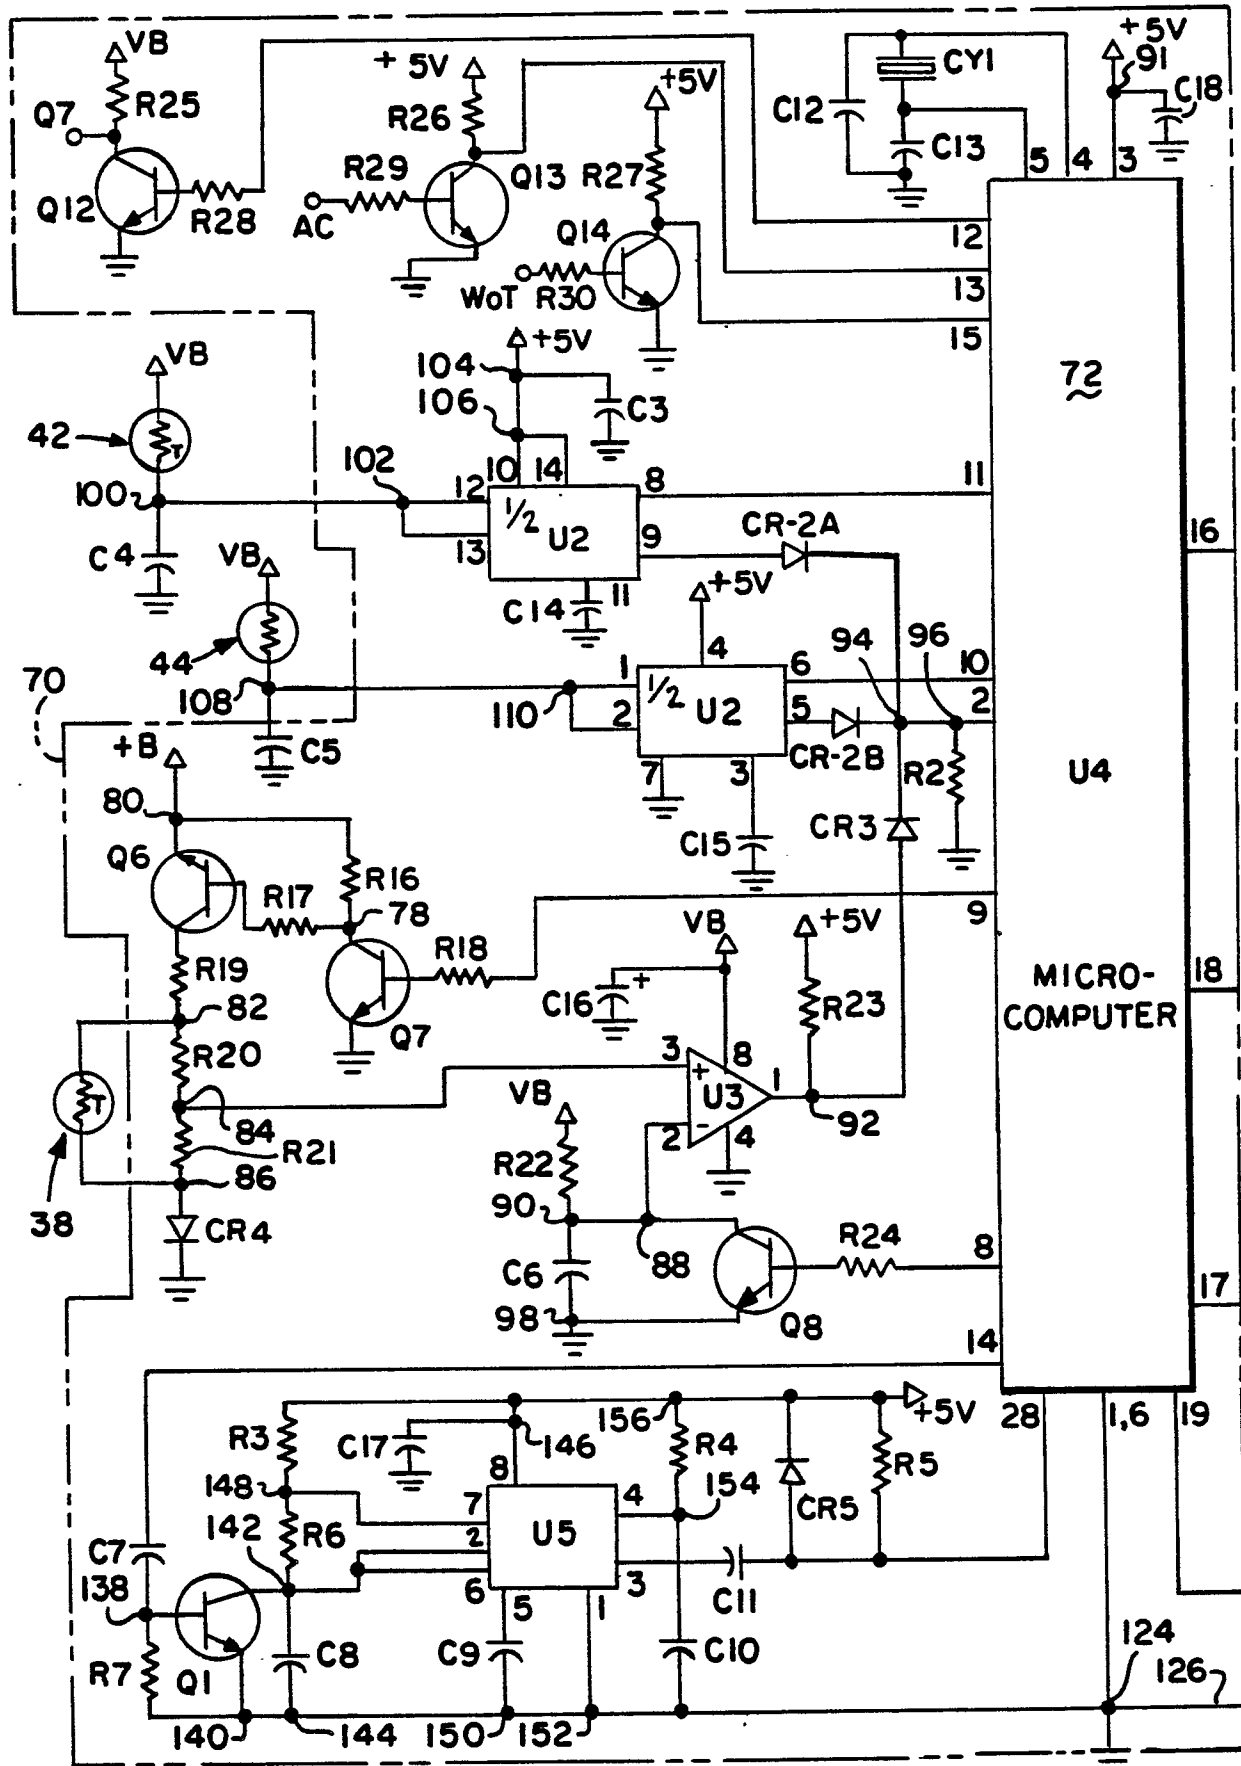 VB
R25
Q7
Q12
R28
+ 5V
R26
R29
AC
Q13
+5V
R27
Q14
WoT R30
C12
CY1
C13
+5V
91
C18
5 4 3
12
13
15
72
VB
42
100
C4
102
104
106
+5V
C3
10 14
12
13
1/2 U2
8
9
11
C14
11
CR-2A
16
VB
44
108
C5
70
+5V
4
1
2
1/2 U2
6
5
7
3
110
C15
CR-2B
94
96
10
2
R2
CR3
U4
+B
80
Q6
R17
R16
78
R18
Q7
R19
82
R20
84
R21
86
38
T
CR4
9
VB
C16
+
+5V
R23
MICRO-
COMPUTER
18
3
+
8
U3
1
2
-
4
92
VB
R22
90
88
C6
98
Q8
R24
8
17
14
28
1,6
19
+5V
R3
C17
146
156
R4
CR5
R5
148
8
7
2
6
U5
4
3
5
1
154
142
R6
C7
138
R7
Q1
C8
C9
C10
C11
140
144
150
152
124
126